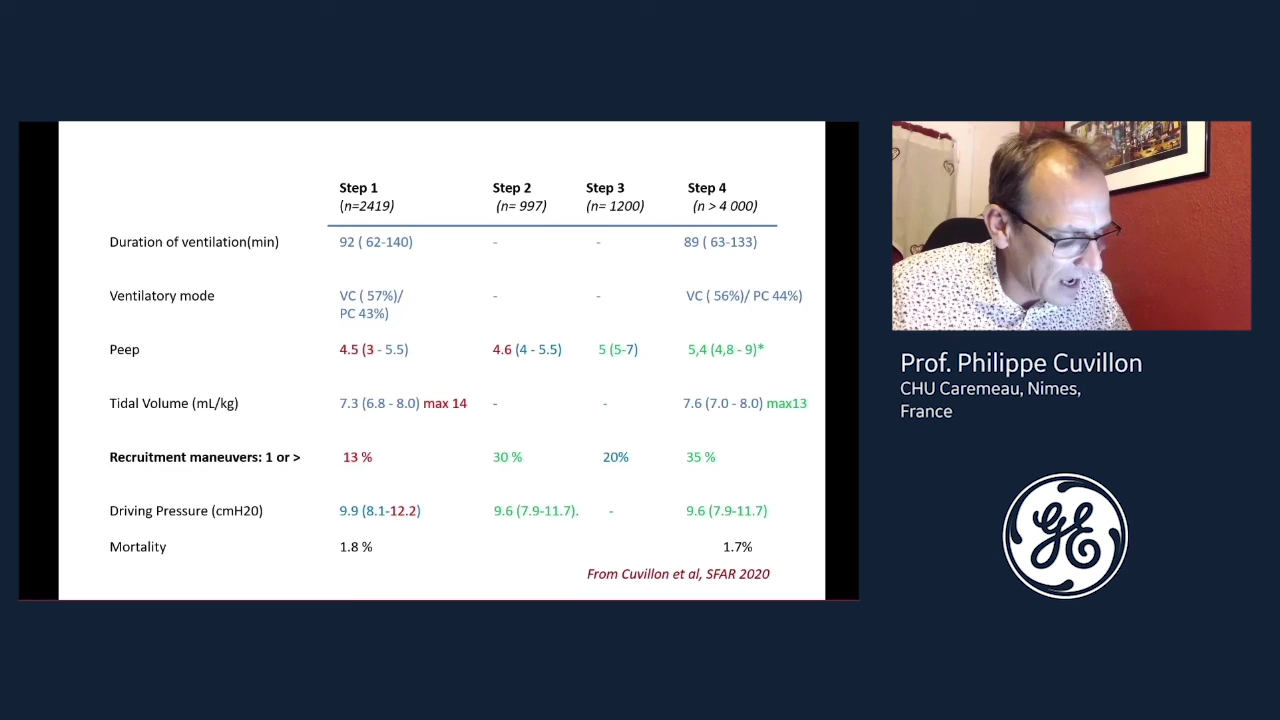 Step 1 Step 2 Step 3 Step 4
(n=2419) (n= 997) (n= 1200) (n > 4 000)
Duration of ventilation(min) 92 ( 62-140) - - 89 ( 63-133)
Ventilatory mode VC ( 57%)/ - - VC ( 56%)/ PC 44%)
PC 43%)
Peep 4.5 (3 - 5.5) 4.6 (4 - 5.5) 5 (5-7) 5,4 (4,8 - 9)*
Tidal Volume (mL/kg) 7.3 (6.8 - 8.0) max 14 - - 7.6 (7.0 - 8.0) max13
Recruitment maneuvers: 1 or > 13 % 30 % 20% 35 %
Driving Pressure (cmH20) 9.9 (8.1-12.2) 9.6 (7.9-11.7). - 9.6 (7.9-11.7)
Mortality 1.8 % 1.7%
From Cuvillon et al, SFAR 2020
Prof. Philippe Cuvillon
CHU Caremeau, Nimes,
France
GE